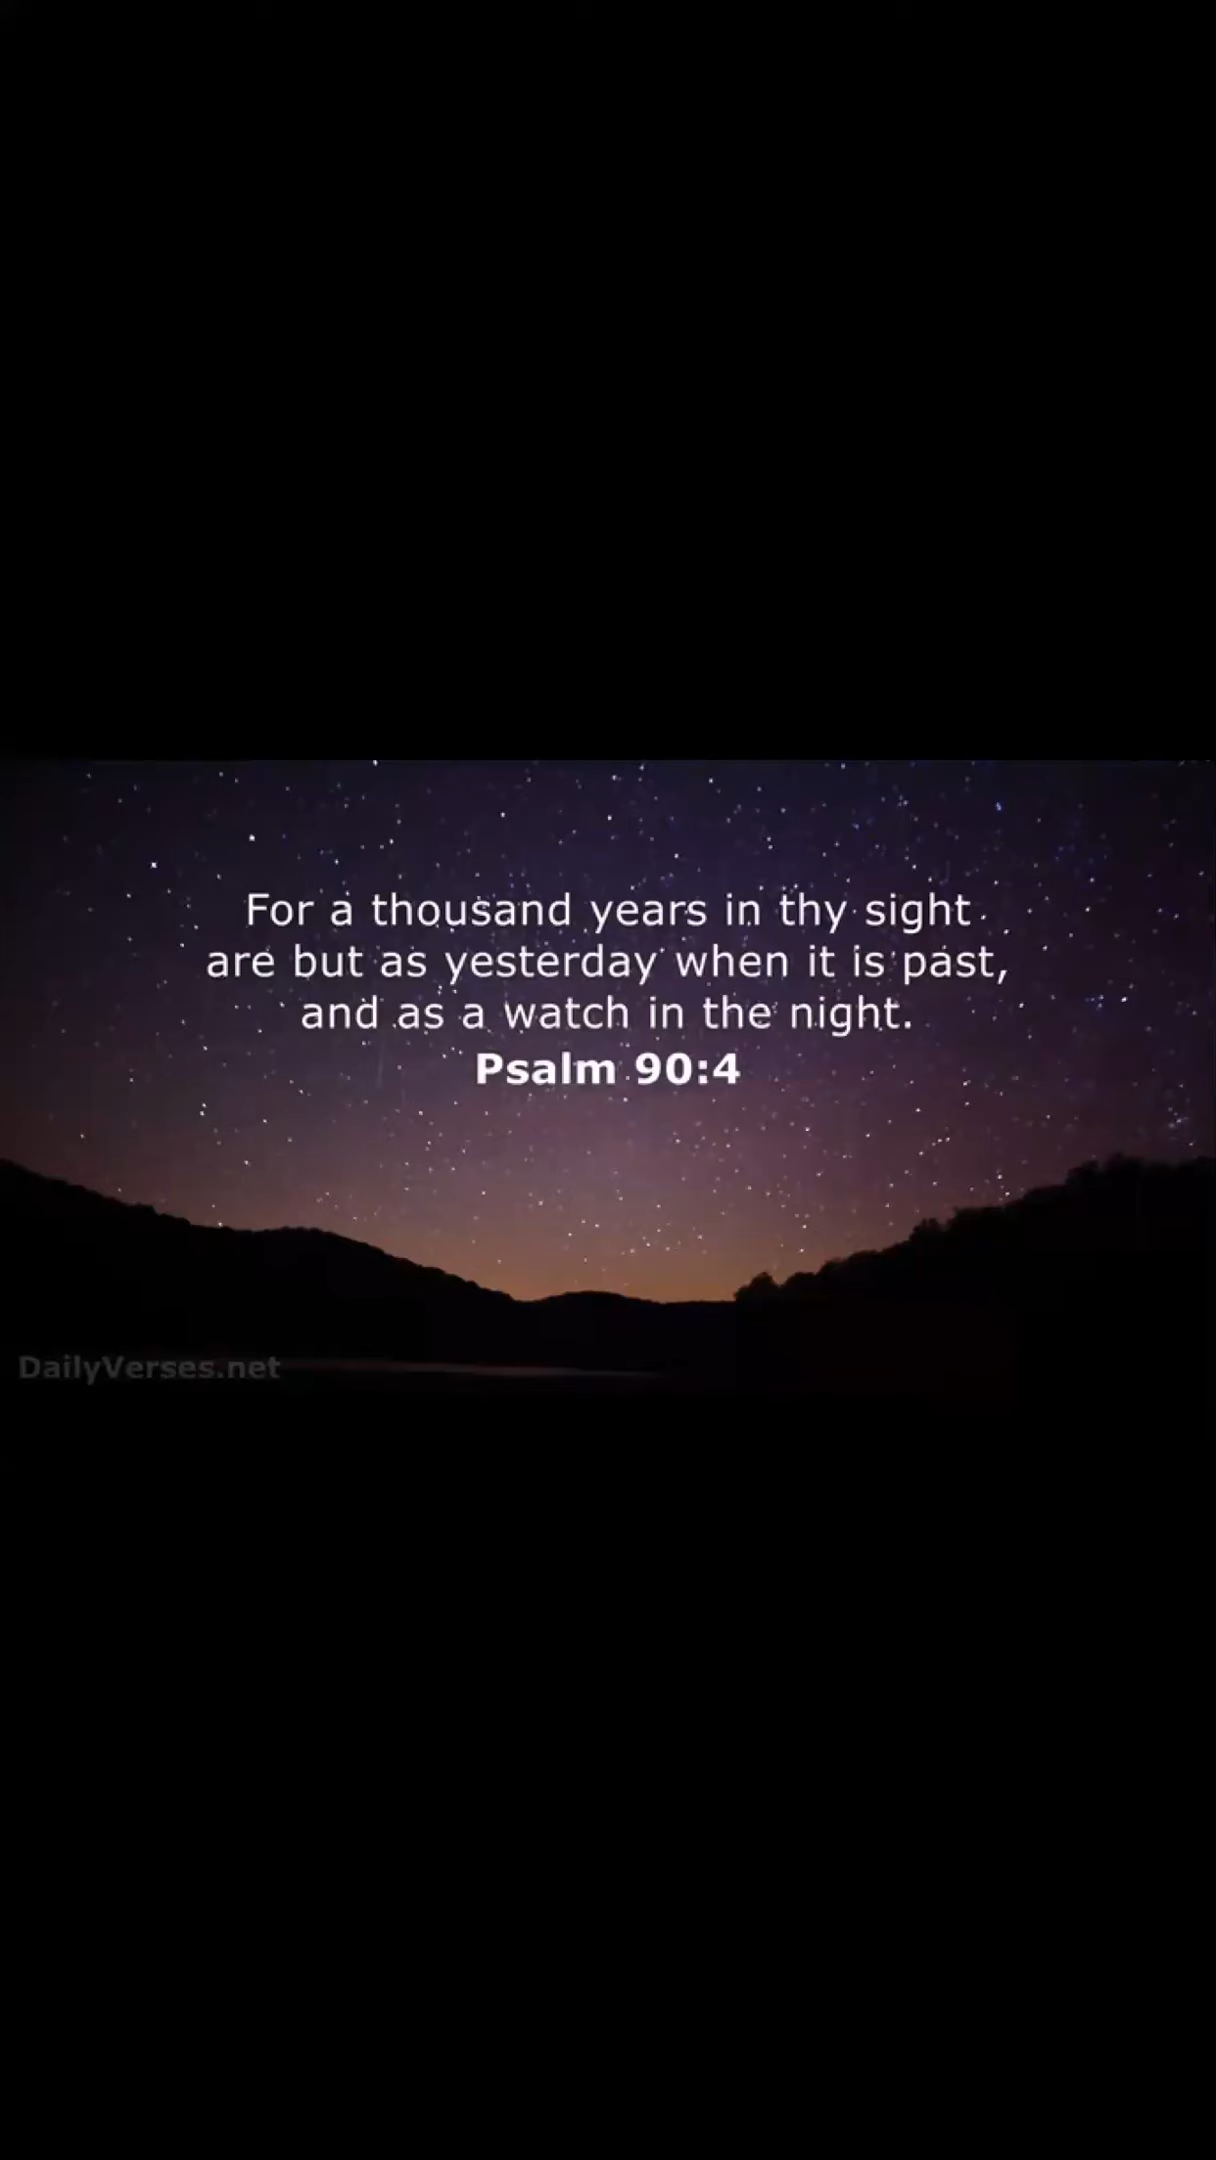 For a thousand years in thy sight
are but as yesterday when it is past,
and as a watch in the night.
Psalm 90:4
DailyVerses.net